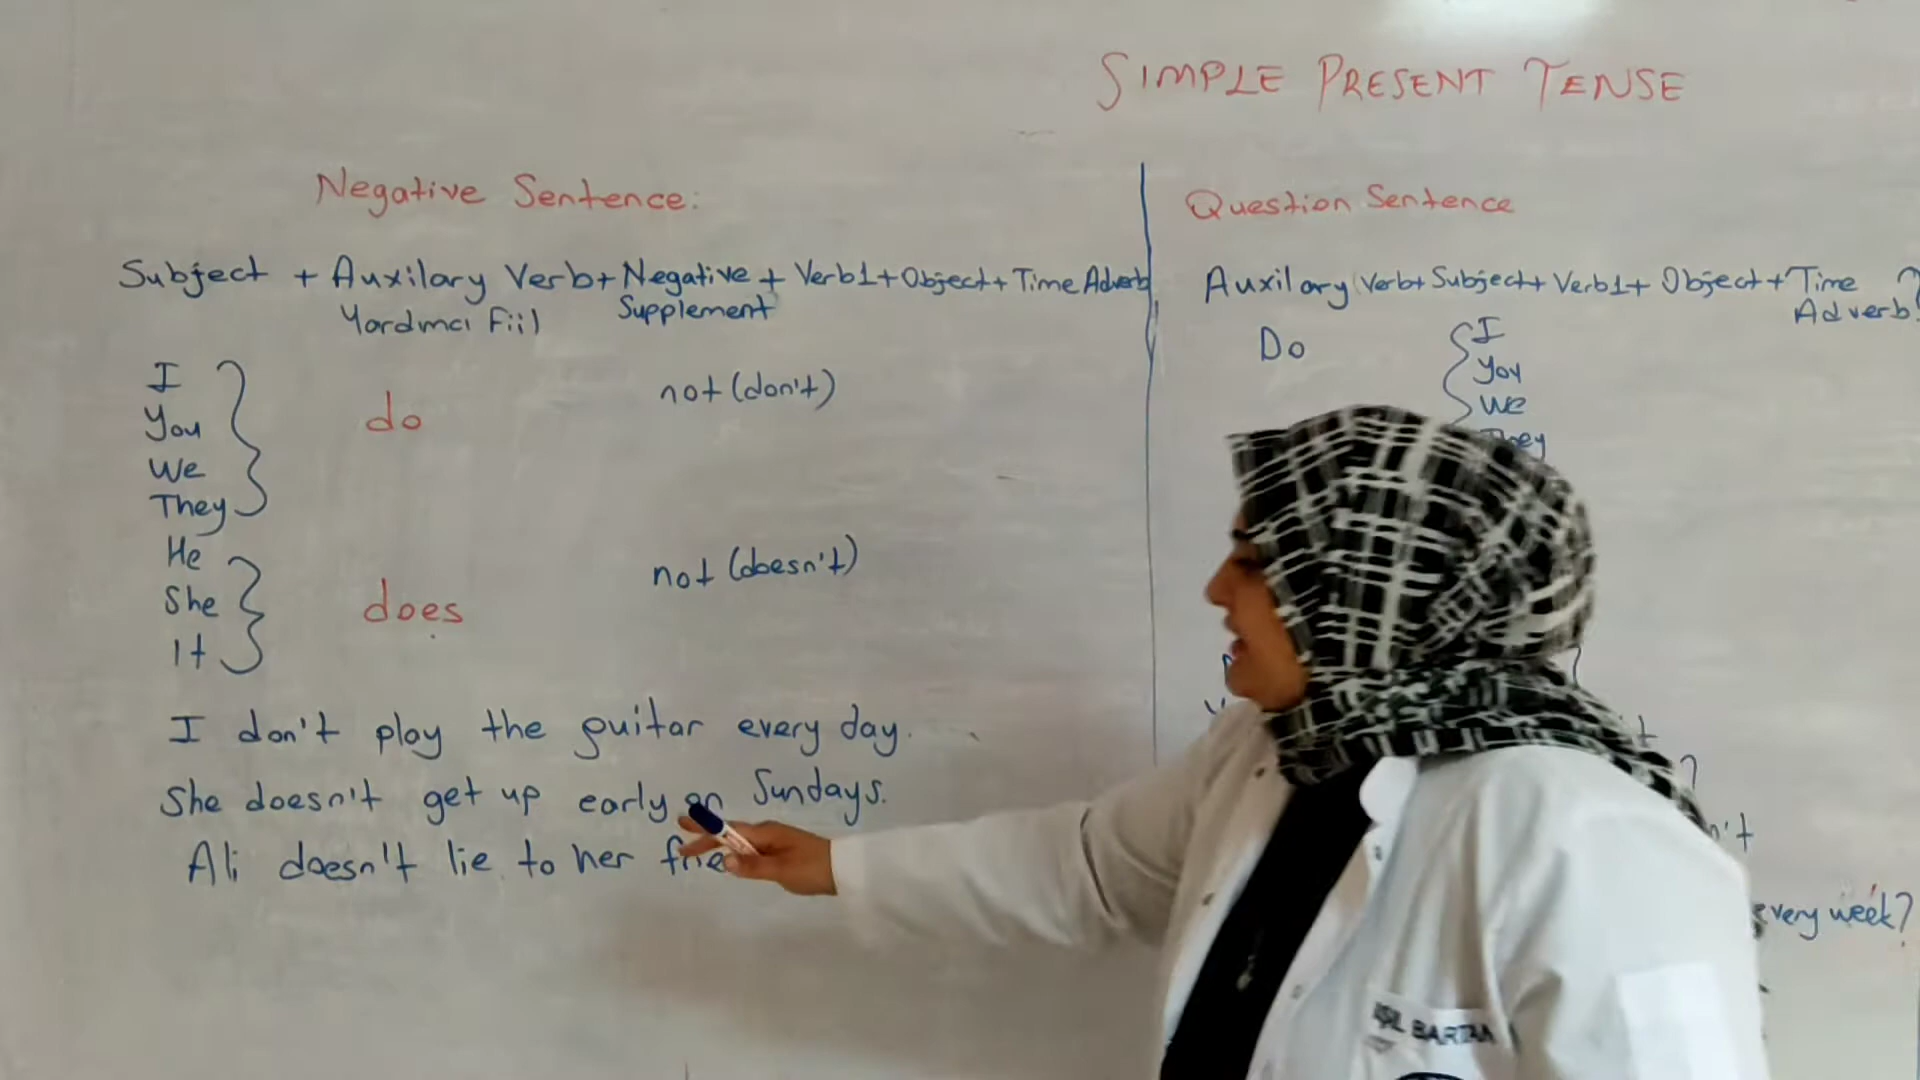 SIMPLE PRESENT TENSE
Negative Sentence:
Subject + Auxilary Verb + Negative + Verb1 + Object + Time Adverb
Yardımcı Fiil Supplement
I
You
We
They
do
not (don't)
He
She
It
does
not (doesn't)
I don't play the guitar every day.
She doesn't get up early on Sundays.
Ali doesn't lie to her
Question Sentence
Auxilary Verb + Subject + Verb1 + Object + Time ?
Adverb
Do
I
You
We
They
every week?
BARTAN